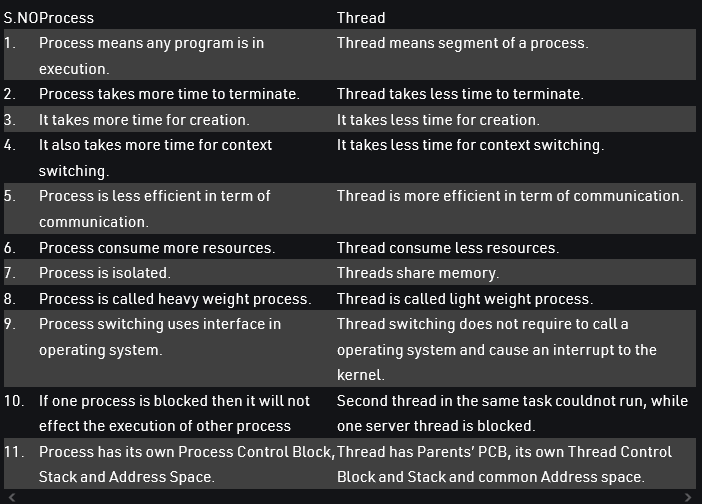 S.NO Process Thread
1. Process means any program is in Thread means segment of a process.
execution.
2. Process takes more time to terminate. Thread takes less time to terminate.
3. It takes more time for creation. It takes less time for creation.
4. It also takes more time for context It takes less time for context switching.
switching.
5. Process is less efficient in term of Thread is more efficient in term of communication.
communication.
6. Process consume more resources. Thread consume less resources.
7. Process is isolated. Threads share memory.
8. Process is called heavy weight process. Thread is called light weight process.
9. Process switching uses interface in Thread switching does not require to call a
operating system. operating system and cause an interrupt to the
kernel.
10. If one process is blocked then it will not Second thread in the same task couldnot run, while
effect the execution of other process one server thread is blocked.
11. Process has its own Process Control Block, Thread has Parents’ PCB, its own Thread Control
Stack and Address Space. Block and Stack and common Address space.